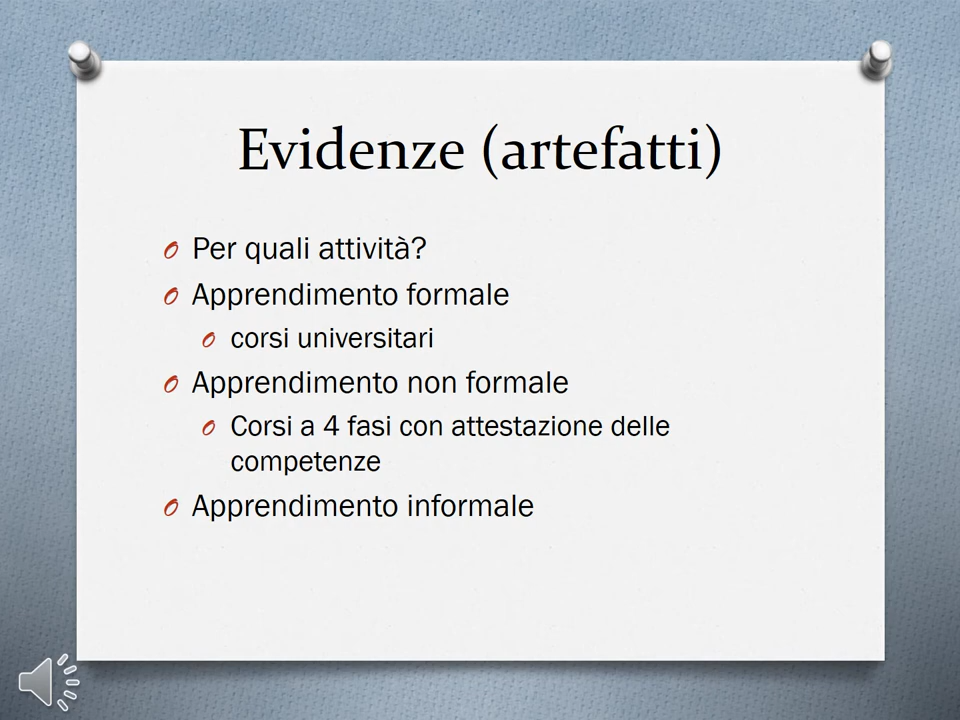 Evidenze (artefatti)
Per quali attività?
Apprendimento formale
corsi universitari
Apprendimento non formale
Corsi a 4 fasi con attestazione delle
competenze
Apprendimento informale